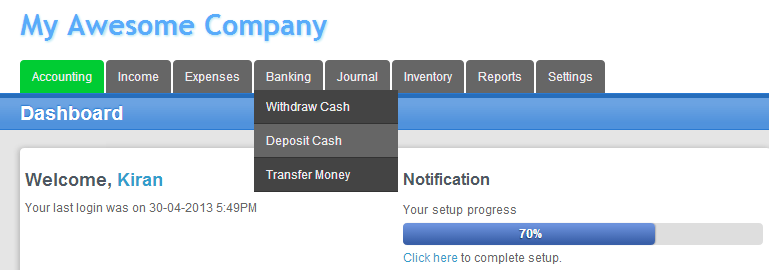 My Awesome Company
Accounting Income Expenses Banking Journal Inventory Reports Settings
Dashboard
Withdraw Cash
Deposit Cash
Transfer Money
Welcome, Kiran
Your last login was on 30-04-2013 5:49PM
Notification
Your setup progress
70%
Click here to complete setup.